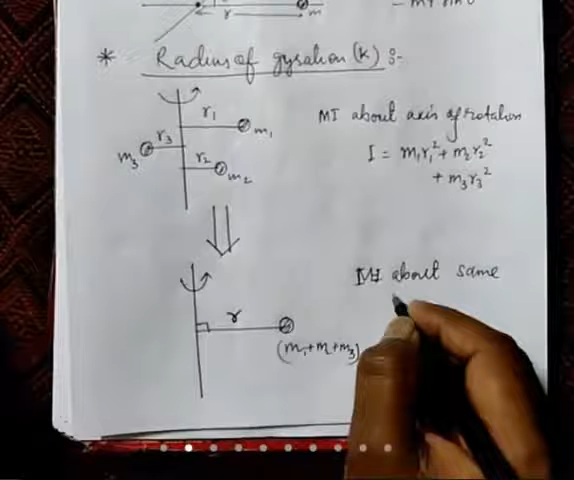 r m
* Radius of gyration (K) :-
r₁ m₁
MI about axis of rotation
r₃ m₃
I = m₁r₁² + m₂r₂²
r₂ m₂
+ m₃r₃²
MI about same
r
(m₁+m₂+m₃)